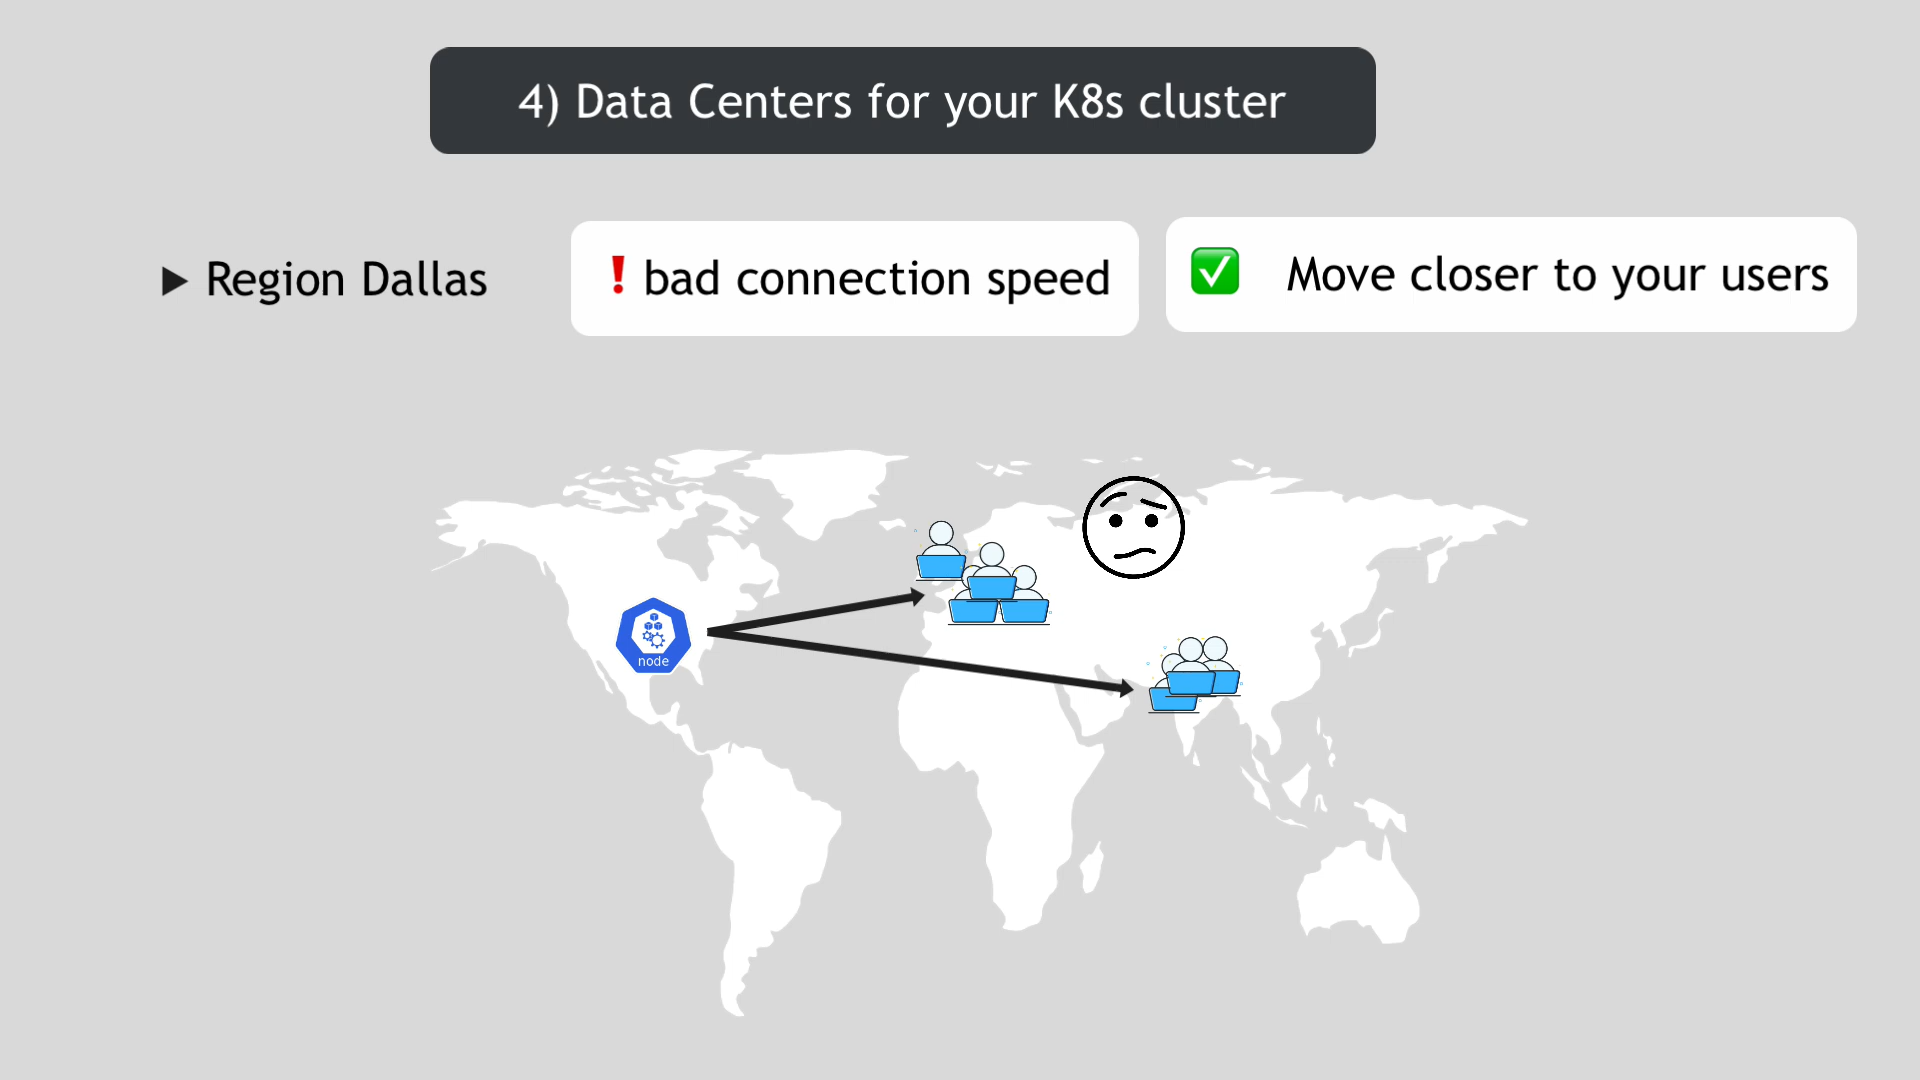 4) Data Centers for your K8s cluster
▶ Region Dallas
❗ bad connection speed
✅ Move closer to your users
node